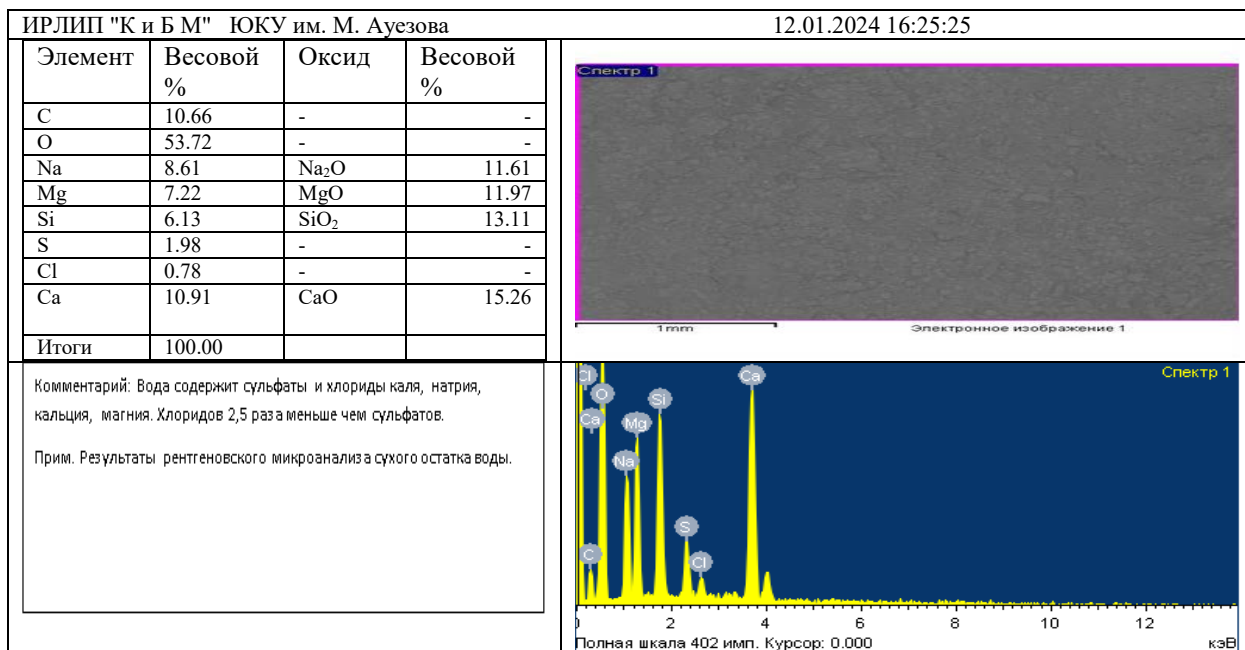 ИРЛИП "К и Б М" ЮКУ им. М. Ауезова 12.01.2024 16:25:25
Элемент Весовой % Оксид Весовой %
C 10.66 - -
O 53.72 - -
Na 8.61 Na₂O 11.61
Mg 7.22 MgO 11.97
Si 6.13 SiO₂ 13.11
S 1.98 - -
Cl 0.78 - -
Ca 10.91 CaO 15.26
Итоги 100.00
Спектр 1
1mm Электронное изображение 1
Комментарий: Вода содержит сульфаты и хлориды каля, натрия,
кальция, магния. Хлоридов 2,5 раза меньше чем сульфатов.
Прим. Результаты рентгеновского микроанализа сухого остатка воды.
Спектр 1
Cl
Ca
O
C
Na
Mg
Si
S
Cl
Ca
2 4 6 8 10 12
Полная шкала 402 имп. Курсор: 0.000 кэВ